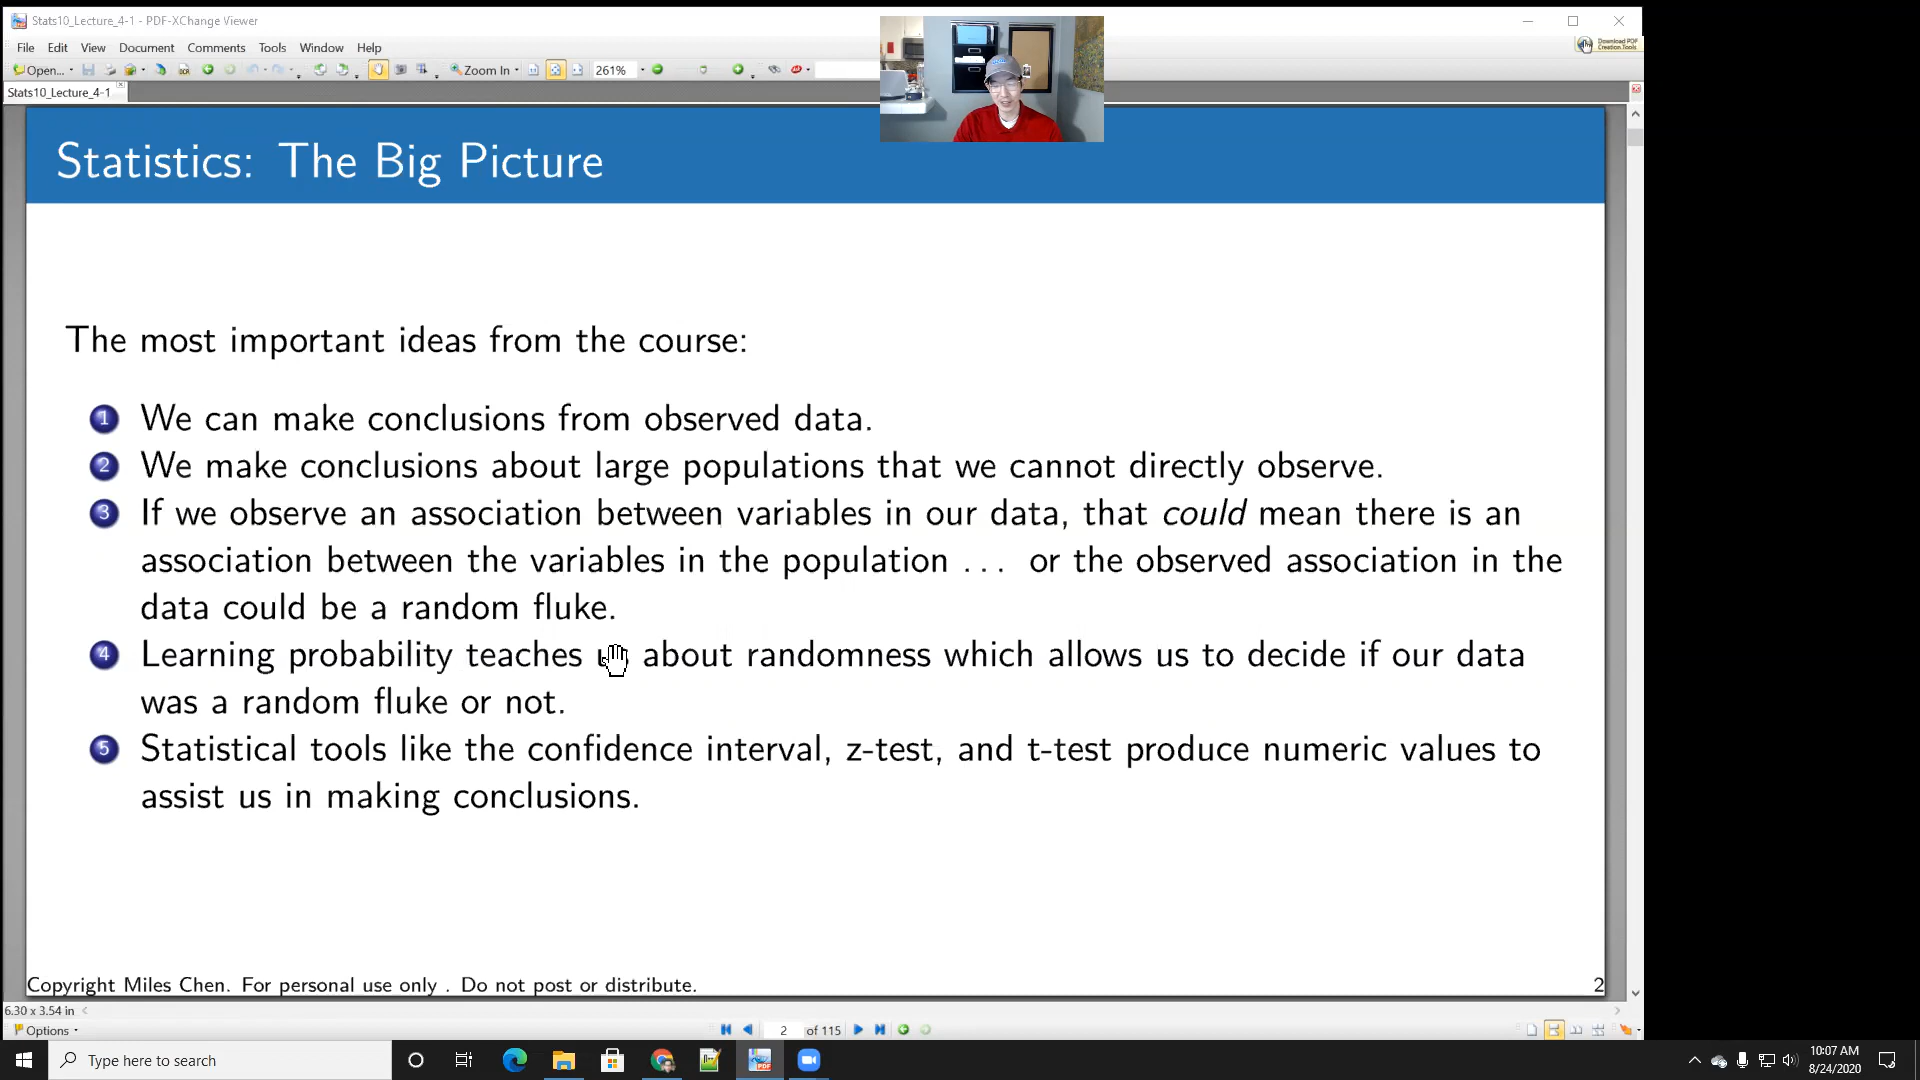 Stats10_Lecture_4-1 - PDF-XChange Viewer
File Edit View Document Comments Tools Window Help
Download PDF
Creation Tools
Open... Zoom In 261%
Stats10_Lecture_4-1
Statistics: The Big Picture
The most important ideas from the course:
1 We can make conclusions from observed data.
2 We make conclusions about large populations that we cannot directly observe.
3 If we observe an association between variables in our data, that could mean there is an
association between the variables in the population ... or the observed association in the
data could be a random fluke.
4 Learning probability teaches about randomness which allows us to decide if our data
was a random fluke or not.
5 Statistical tools like the confidence interval, z-test, and t-test produce numeric values to
assist us in making conclusions.
Copyright Miles Chen. For personal use only . Do not post or distribute.
2
6.30 x 3.54 in
Options
2 of 115
Type here to search
10:07 AM
8/24/2020